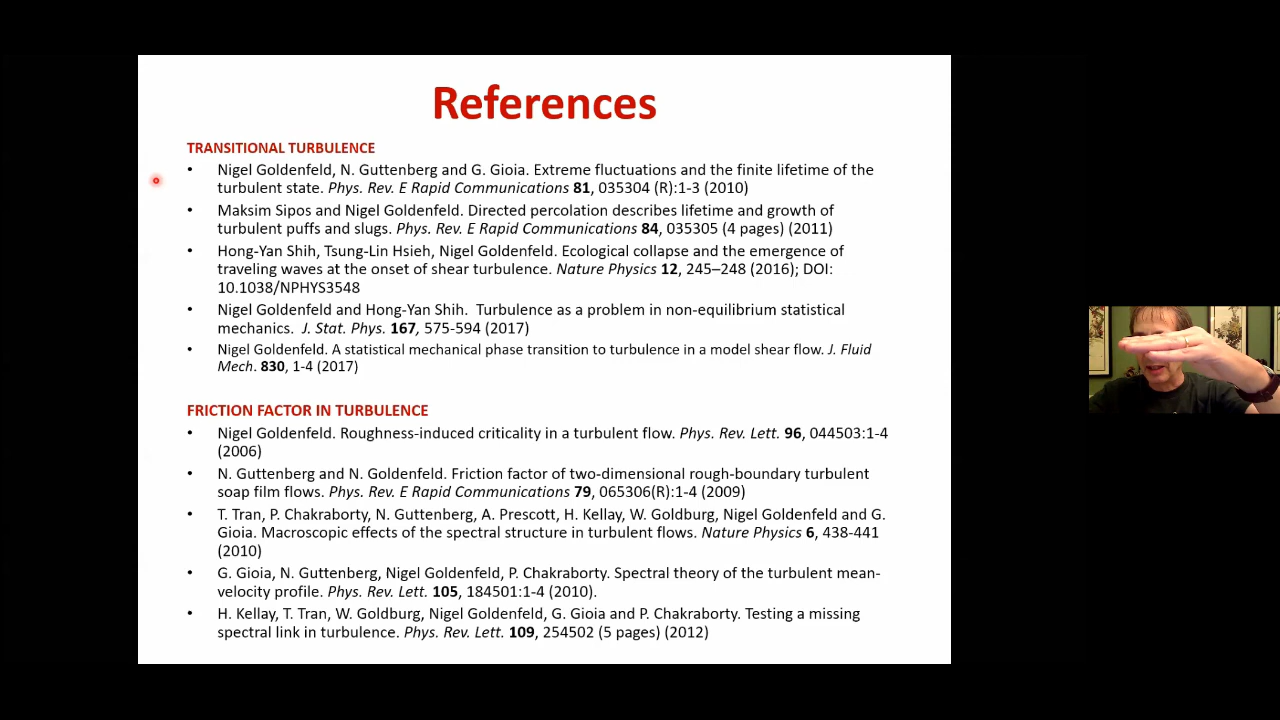 References
TRANSITIONAL TURBULENCE
• Nigel Goldenfeld, N. Guttenberg and G. Gioia. Extreme fluctuations and the finite lifetime of the
turbulent state. Phys. Rev. E Rapid Communications 81, 035304 (R):1-3 (2010)
• Maksim Sipos and Nigel Goldenfeld. Directed percolation describes lifetime and growth of
turbulent puffs and slugs. Phys. Rev. E Rapid Communications 84, 035305 (4 pages) (2011)
• Hong-Yan Shih, Tsung-Lin Hsieh, Nigel Goldenfeld. Ecological collapse and the emergence of
traveling waves at the onset of shear turbulence. Nature Physics 12, 245–248 (2016); DOI:
10.1038/NPHYS3548
• Nigel Goldenfeld and Hong-Yan Shih. Turbulence as a problem in non-equilibrium statistical
mechanics. J. Stat. Phys. 167, 575-594 (2017)
• Nigel Goldenfeld. A statistical mechanical phase transition to turbulence in a model shear flow. J. Fluid
Mech. 830, 1-4 (2017)
FRICTION FACTOR IN TURBULENCE
• Nigel Goldenfeld. Roughness-induced criticality in a turbulent flow. Phys. Rev. Lett. 96, 044503:1-4
(2006)
• N. Guttenberg and N. Goldenfeld. Friction factor of two-dimensional rough-boundary turbulent
soap film flows. Phys. Rev. E Rapid Communications 79, 065306(R):1-4 (2009)
• T. Tran, P. Chakraborty, N. Guttenberg, A. Prescott, H. Kellay, W. Goldburg, Nigel Goldenfeld and G.
Gioia. Macroscopic effects of the spectral structure in turbulent flows. Nature Physics 6, 438-441
(2010)
• G. Gioia, N. Guttenberg, Nigel Goldenfeld, P. Chakraborty. Spectral theory of the turbulent mean-
velocity profile. Phys. Rev. Lett. 105, 184501:1-4 (2010).
• H. Kellay, T. Tran, W. Goldburg, Nigel Goldenfeld, G. Gioia and P. Chakraborty. Testing a missing
spectral link in turbulence. Phys. Rev. Lett. 109, 254502 (5 pages) (2012)